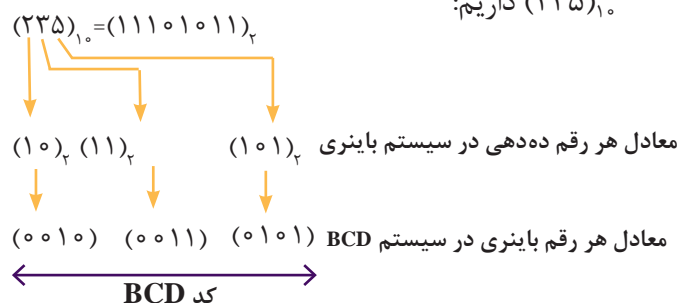 (۲۳۵)₁₀ داریم:
(۲۳۵)₁₀=(۱۱۱۰۱۰۱۱)₂
(۱۰)₂ (۱۱)₂ (۱۰۱)₂ معادل هر رقم ده‌دهی در سیستم باینری
(۰۰۱۰) (۰۰۱۱) (۰۱۰۱) معادل هر رقم باینری در سیستم BCD
کد BCD